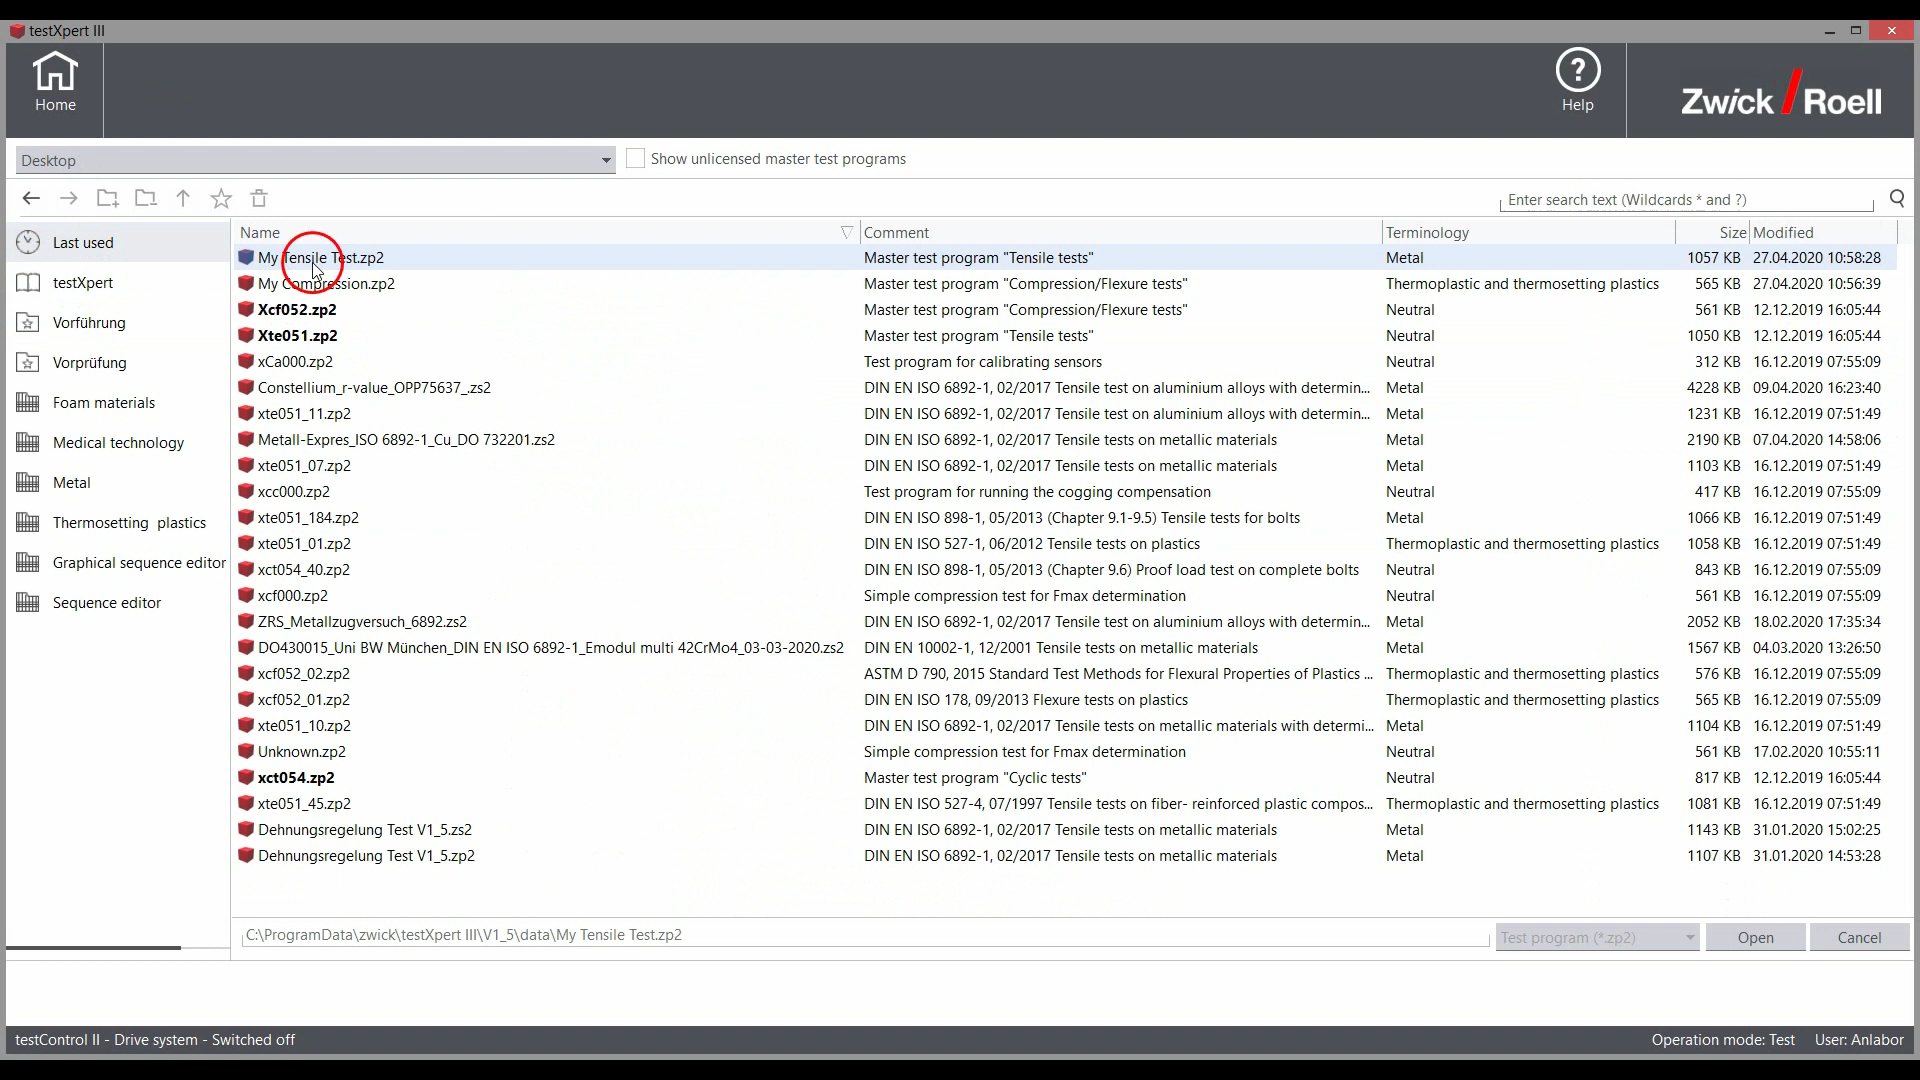 testXpert III
Home
?
Help
Zwick / Roell
Desktop
Show unlicensed master test programs
Enter search text (Wildcards * and ?)
Last used
testXpert
Vorführung
Vorprüfung
Foam materials
Medical technology
Metal
Thermosetting plastics
Graphical sequence editor
Sequence editor
Name Comment Terminology Size Modified
My Tensile Test.zp2 Master test program "Tensile tests" Metal 1057 KB 27.04.2020 10:58:28
My Compression.zp2 Master test program "Compression/Flexure tests" Thermoplastic and thermosetting plastics 565 KB 27.04.2020 10:56:39
Xcf052.zp2 Master test program "Compression/Flexure tests" Neutral 561 KB 12.12.2019 16:05:44
Xte051.zp2 Master test program "Tensile tests" Neutral 1050 KB 12.12.2019 16:05:44
xCa000.zp2 Test program for calibrating sensors Neutral 312 KB 16.12.2019 07:55:09
Constellium_r-value_OPP75637_.zs2 DIN EN ISO 6892-1, 02/2017 Tensile test on aluminium alloys with determin... Metal 4228 KB 09.04.2020 16:23:40
xte051_11.zp2 DIN EN ISO 6892-1, 02/2017 Tensile test on aluminium alloys with determin... Metal 1231 KB 16.12.2019 07:51:49
Metall-Expres_ISO 6892-1_Cu_DO 732201.zs2 DIN EN ISO 6892-1, 02/2017 Tensile tests on metallic materials Metal 2190 KB 07.04.2020 14:58:06
xte051_07.zp2 DIN EN ISO 6892-1, 02/2017 Tensile tests on metallic materials Metal 1103 KB 16.12.2019 07:51:49
xcc000.zp2 Test program for running the cogging compensation Neutral 417 KB 16.12.2019 07:55:09
xte051_184.zp2 DIN EN ISO 898-1, 05/2013 (Chapter 9.1-9.5) Tensile tests for bolts Metal 1066 KB 16.12.2019 07:51:49
xte051_01.zp2 DIN EN ISO 527-1, 06/2012 Tensile tests on plastics Thermoplastic and thermosetting plastics 1058 KB 16.12.2019 07:51:49
xct054_40.zp2 DIN EN ISO 898-1, 05/2013 (Chapter 9.6) Proof load test on complete bolts Neutral 843 KB 16.12.2019 07:55:09
xcf000.zp2 Simple compression test for Fmax determination Neutral 561 KB 16.12.2019 07:55:09
ZRS_Metallzugversuch_6892.zs2 DIN EN ISO 6892-1, 02/2017 Tensile test on aluminium alloys with determin... Metal 2052 KB 18.02.2020 17:35:34
DO430015_Uni BW München_DIN EN ISO 6892-1_Emodul multi 42CrMo4_03-03-2020.zs2 DIN EN 10002-1, 12/2001 Tensile tests on metallic materials Metal 1567 KB 04.03.2020 13:26:50
xcf052_02.zp2 ASTM D 790, 2015 Standard Test Methods for Flexural Properties of Plastics ... Thermoplastic and thermosetting plastics 576 KB 16.12.2019 07:55:09
xcf052_01.zp2 DIN EN ISO 178, 09/2013 Flexure tests on plastics Thermoplastic and thermosetting plastics 565 KB 16.12.2019 07:55:09
xte051_10.zp2 DIN EN ISO 6892-1, 02/2017 Tensile tests on metallic materials with determi... Metal 1104 KB 16.12.2019 07:51:49
Unknown.zp2 Simple compression test for Fmax determination Neutral 561 KB 17.02.2020 10:55:11
xct054.zp2 Master test program "Cyclic tests" Neutral 817 KB 12.12.2019 16:05:44
xte051_45.zp2 DIN EN ISO 527-4, 07/1997 Tensile tests on fiber- reinforced plastic compos... Thermoplastic and thermosetting plastics 1081 KB 16.12.2019 07:51:49
Dehnungsregelung Test V1_5.zs2 DIN EN ISO 6892-1, 02/2017 Tensile tests on metallic materials Metal 1143 KB 31.01.2020 15:02:25
Dehnungsregelung Test V1_5.zp2 DIN EN ISO 6892-1, 02/2017 Tensile tests on metallic materials Metal 1107 KB 31.01.2020 14:53:28
C:\ProgramData\zwick\testXpert III\V1_5\data\My Tensile Test.zp2 Test program (*.zp2) Open Cancel
testControl II - Drive system - Switched off Operation mode: Test User: Anlabor